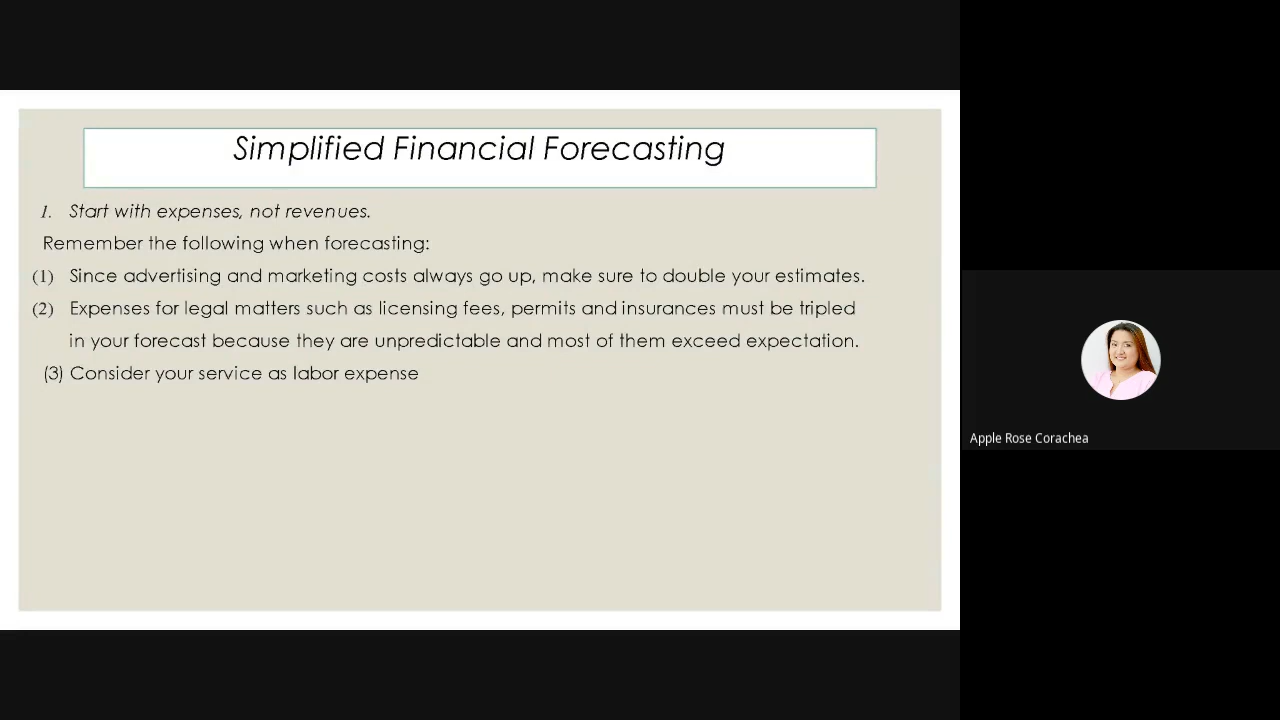 Simplified Financial Forecasting
1. Start with expenses, not revenues.
Remember the following when forecasting:
(1) Since advertising and marketing costs always go up, make sure to double your estimates.
(2) Expenses for legal matters such as licensing fees, permits and insurances must be tripled
in your forecast because they are unpredictable and most of them exceed expectation.
(3) Consider your service as labor expense
Apple Rose Corachea